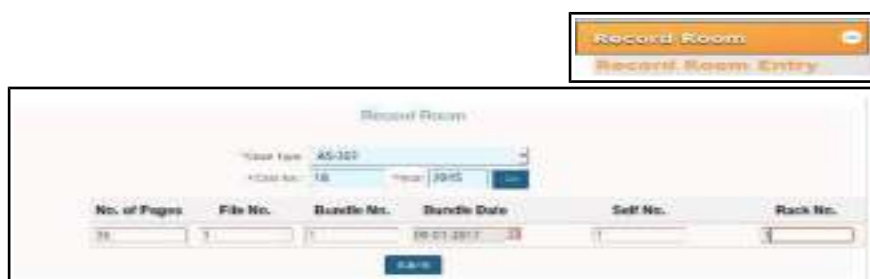 Record Room
Record Room Entry
Record Room
*Case Type AS-307
*Case No. 18 *Year 2015 Go
No. of Pages File No. Bundle No. Bundle Date Self No. Rack No.
1 1 09-01-2017 1
SAVE